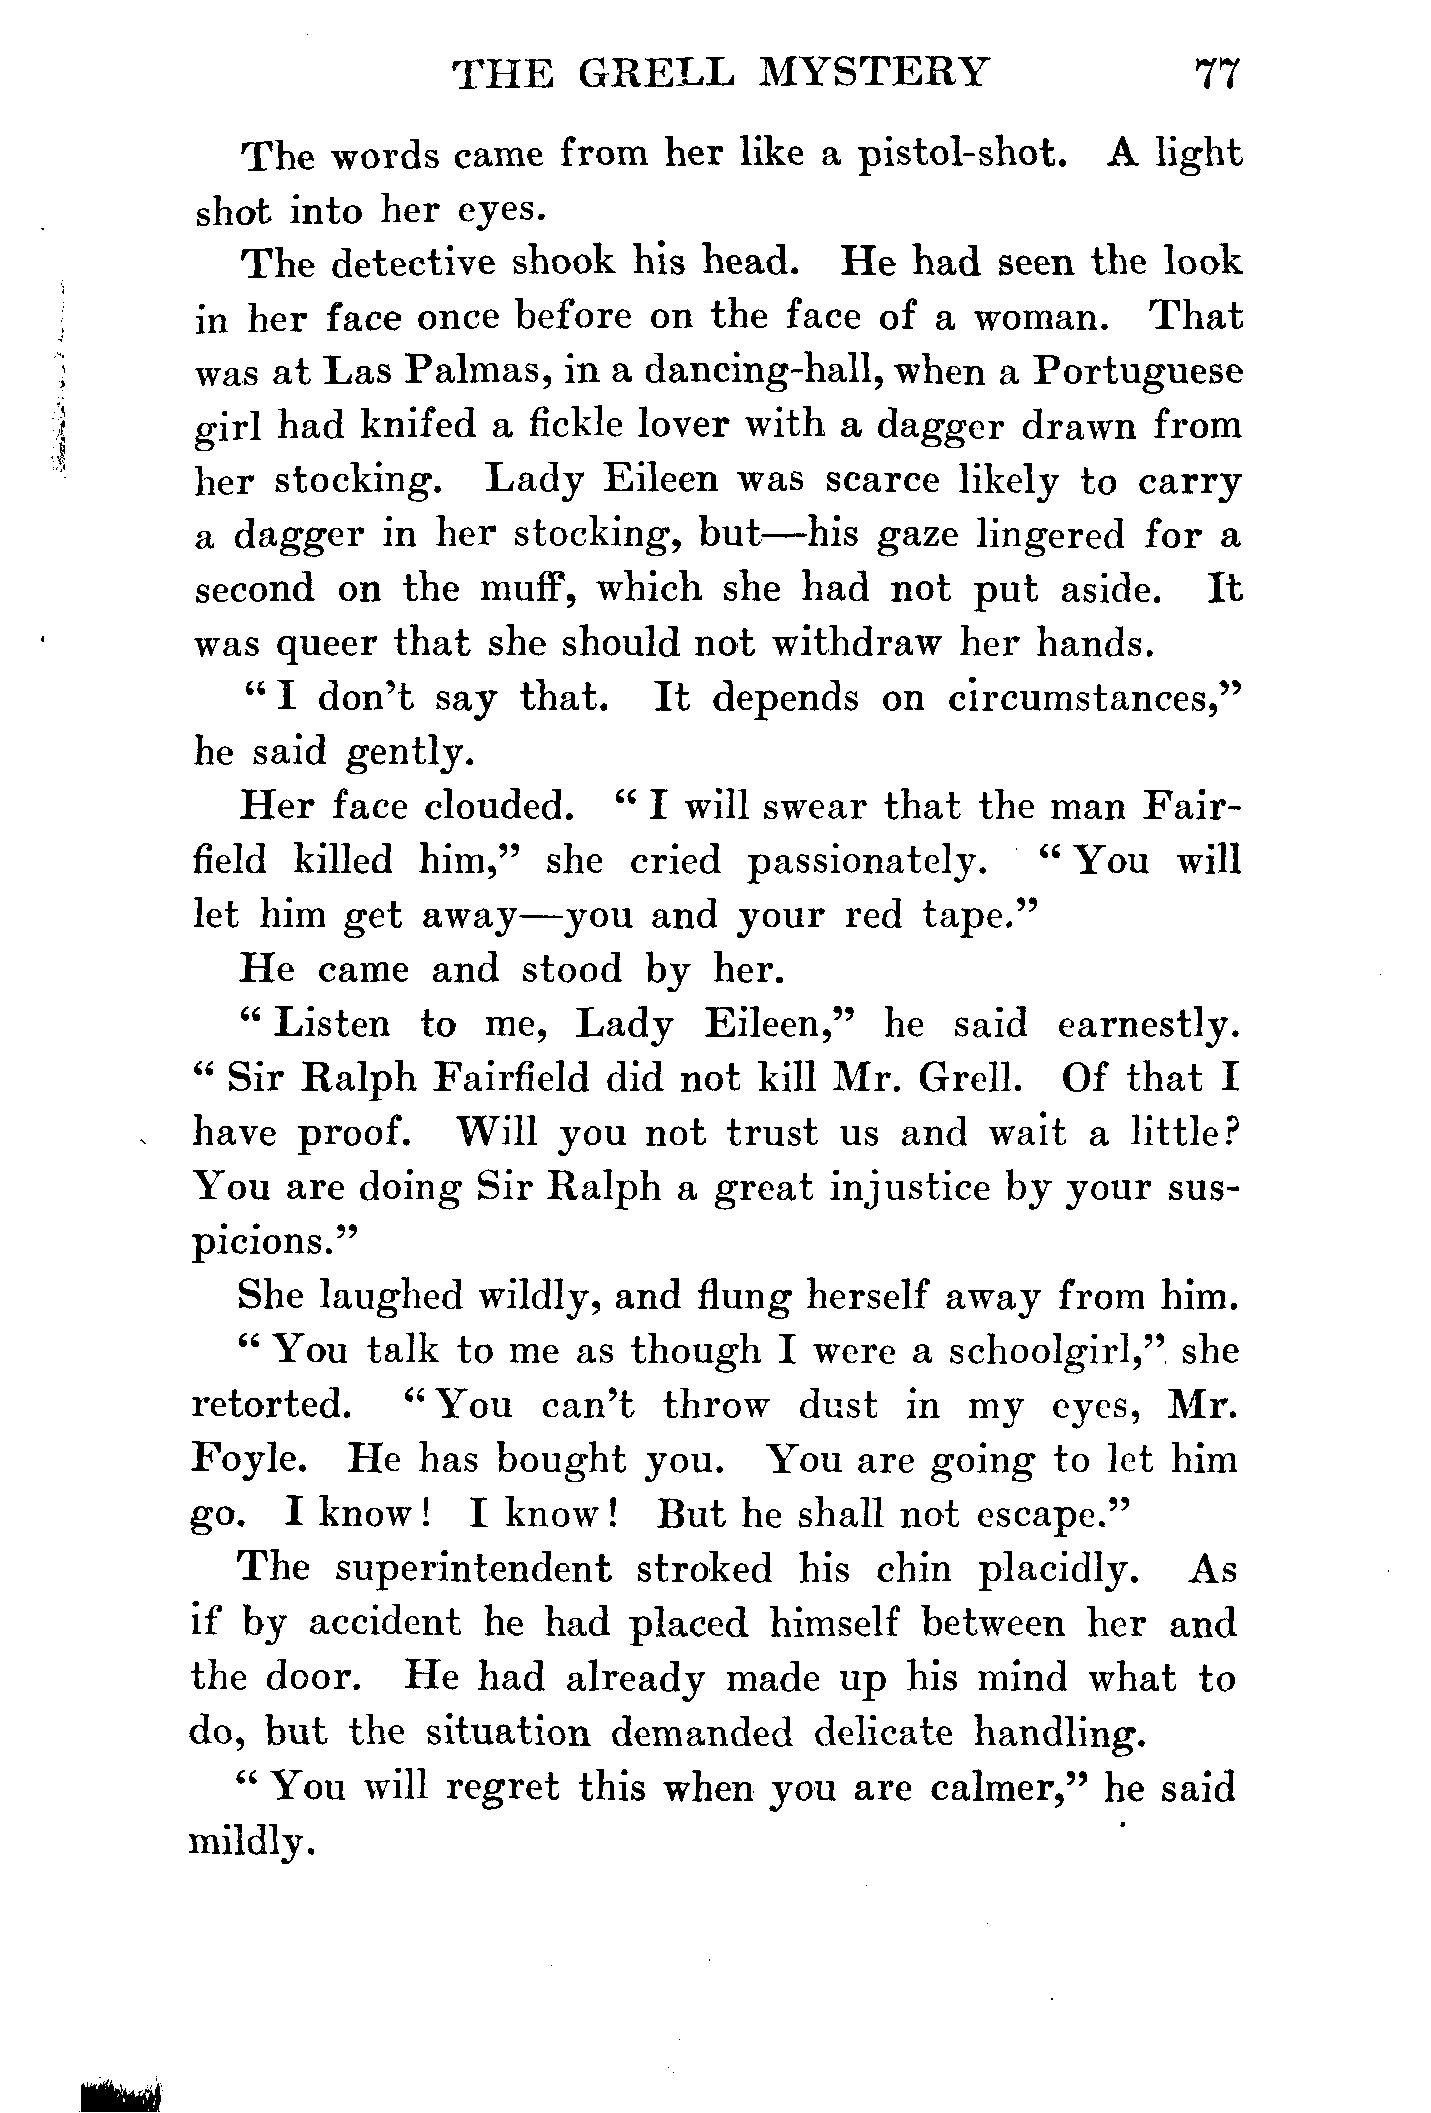 THE GRELL MYSTERY 77
The words came from her like a pistol-shot. A light
shot into her eyes.
The detective shook his head. He had seen the look
in her face once before on the face of a woman. That
was at Las Palmas, in a dancing-hall, when a Portuguese
girl had knifed a fickle lover with a dagger drawn from
her stocking. Lady Eileen was scarce likely to carry
a dagger in her stocking, but—his gaze lingered for a
second on the muff, which she had not put aside. It
was queer that she should not withdraw her hands.
“I don’t say that. It depends on circumstances,”
he said gently.
Her face clouded. “I will swear that the man Fair-
field killed him,” she cried passionately. “You will
let him get away—you and your red tape.”
He came and stood by her.
“Listen to me, Lady Eileen,” he said earnestly.
“Sir Ralph Fairfield did not kill Mr. Grell. Of that I
have proof. Will you not trust us and wait a little?
You are doing Sir Ralph a great injustice by your sus-
picions.”
She laughed wildly, and flung herself away from him.
“You talk to me as though I were a schoolgirl,” she
retorted. “You can’t throw dust in my eyes, Mr.
Foyle. He has bought you. You are going to let him
go. I know! I know! But he shall not escape.”
The superintendent stroked his chin placidly. As
if by accident he had placed himself between her and
the door. He had already made up his mind what to
do, but the situation demanded delicate handling.
“You will regret this when you are calmer,” he said
mildly.